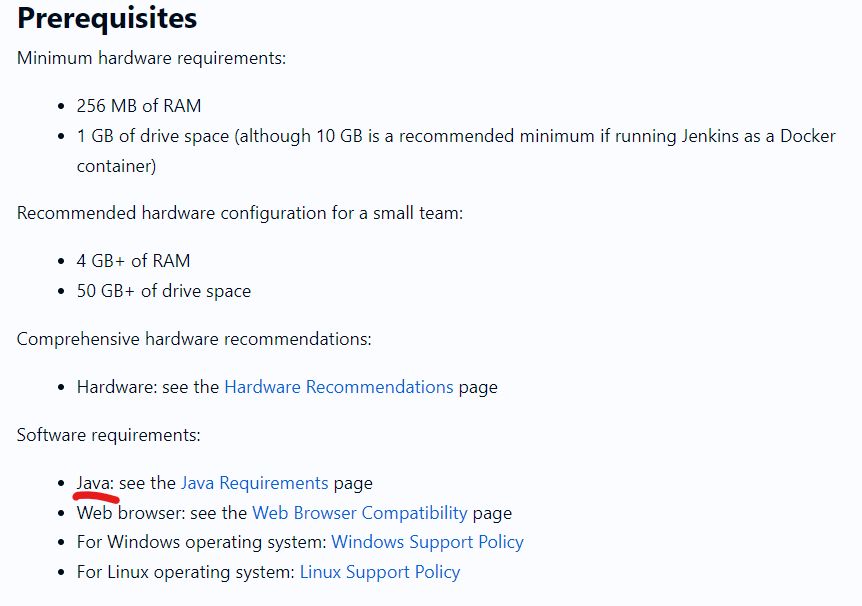 Prerequisites
Minimum hardware requirements:
• 256 MB of RAM
• 1 GB of drive space (although 10 GB is a recommended minimum if running Jenkins as a Docker
container)
Recommended hardware configuration for a small team:
• 4 GB+ of RAM
• 50 GB+ of drive space
Comprehensive hardware recommendations:
• Hardware: see the Hardware Recommendations page
Software requirements:
• Java: see the Java Requirements page
• Web browser: see the Web Browser Compatibility page
• For Windows operating system: Windows Support Policy
• For Linux operating system: Linux Support Policy